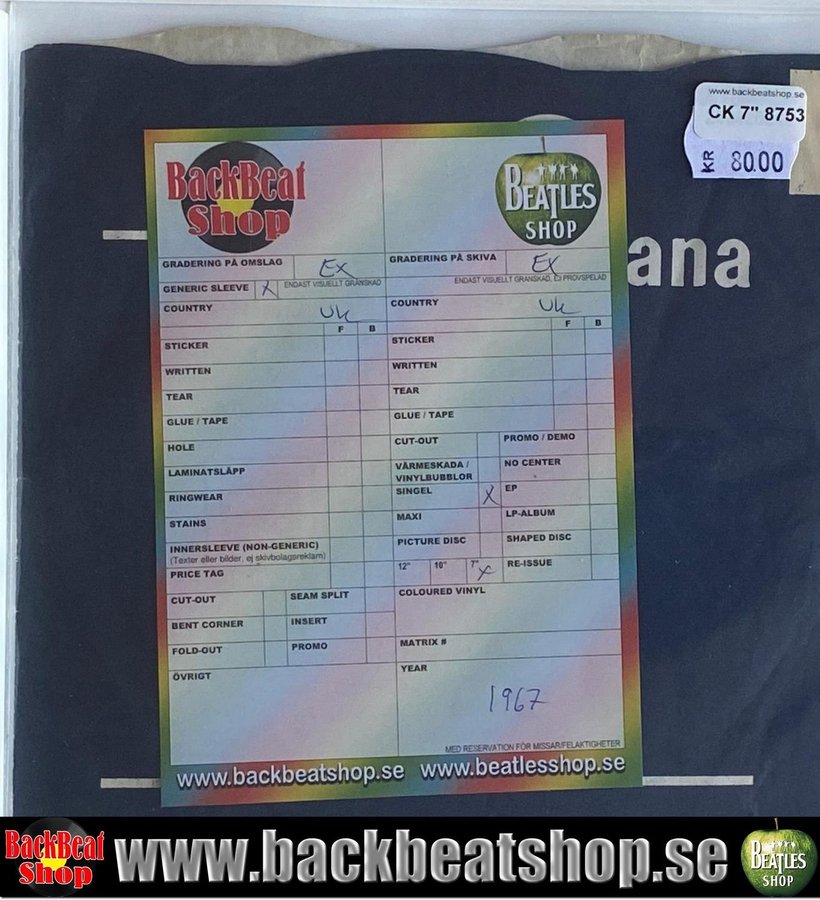 www.backbeatshop.se
CK 7" 8753
KR 80.00
BackBeat
Shop
BEATLES
SHOP
ana
GRADERING PÅ OMSLAG Ex
GRADERING PÅ SKIVA Ex
GENERIC SLEEVE X ENDAST VISUELLT GRANSKAD
ENDAST VISUELLT GRANSKAD, EJ PROVSPELAD
COUNTRY UK
COUNTRY UK
F B
F B
STICKER
STICKER
WRITTEN
WRITTEN
TEAR
TEAR
GLUE / TAPE
GLUE / TAPE
HOLE
CUT-OUT PROMO / DEMO
LAMINATSLÄPP
VÄRMESKADA / NO CENTER
VINYLBUBBLOR
RINGWEAR
SINGEL X EP
STAINS
MAXI LP-ALBUM
INNERSLEEVE (NON-GENERIC)
(Texter eller bilder, ej skivbolagsreklam)
PICTURE DISC SHAPED DISC
PRICE TAG
12" 10" 7" X RE-ISSUE
CUT-OUT SEAM SPLIT
COLOURED VINYL
BENT CORNER INSERT
FOLD-OUT PROMO
MATRIX #
ÖVRIGT
YEAR
1967
MED RESERVATION FÖR MISSAR/FELAKTIGHETER
www.backbeatshop.se www.beatlesshop.se
BackBeat
Shop
www.backbeatshop.se
BEATLES
SHOP